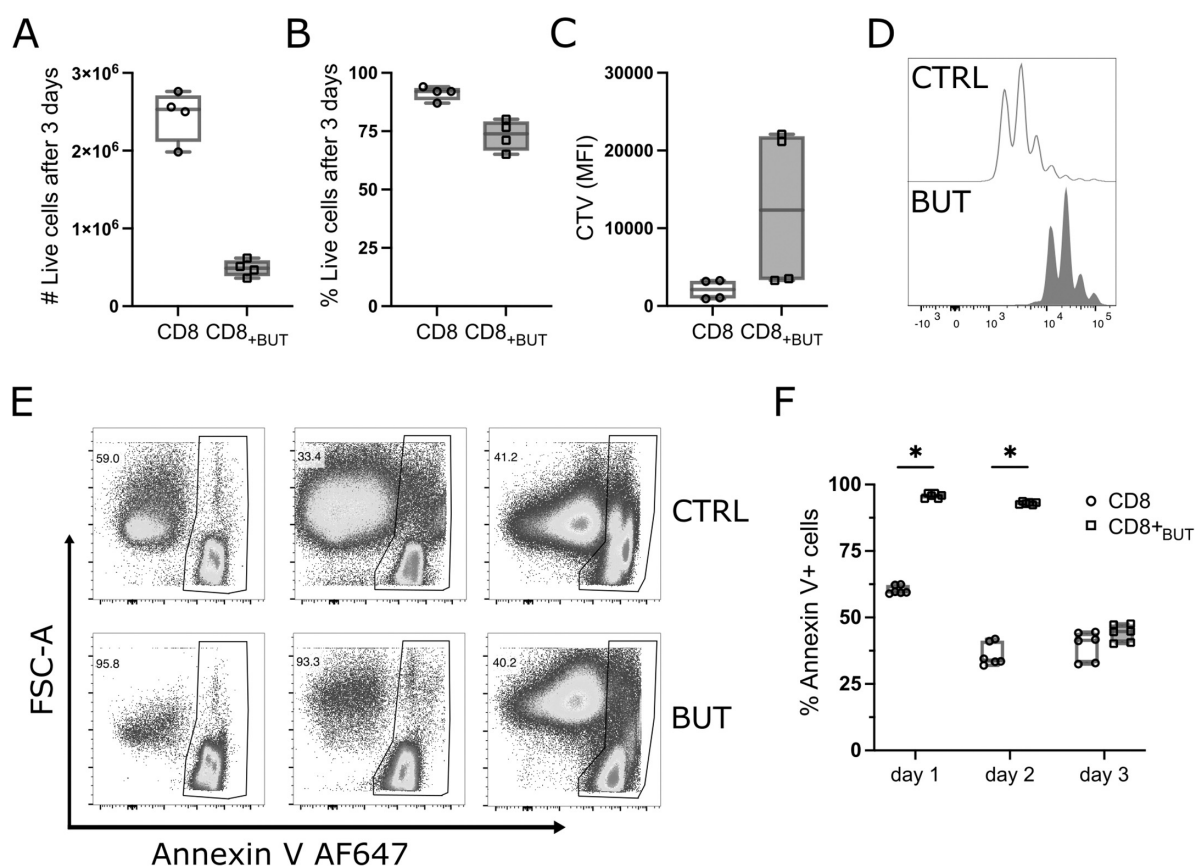 A
# Live cells after 3 days
3×10⁶
2×10⁶
1×10⁶
0
CD8 CD8+BUT
B
% Live cells after 3 days
100
75
50
25
0
CD8 CD8+BUT
C
CTV (MFI)
30000
20000
10000
0
CD8 CD8+BUT
D
CTRL
BUT
-10³ 0 10³ 10⁴ 10⁵
E
59.0
33.4
41.2
CTRL
95.8
93.3
40.2
BUT
FSC-A
Annexin V AF647
F
% Annexin V+ cells
100
75
50
25
0
* *
CD8
CD8+BUT
day 1 day 2 day 3